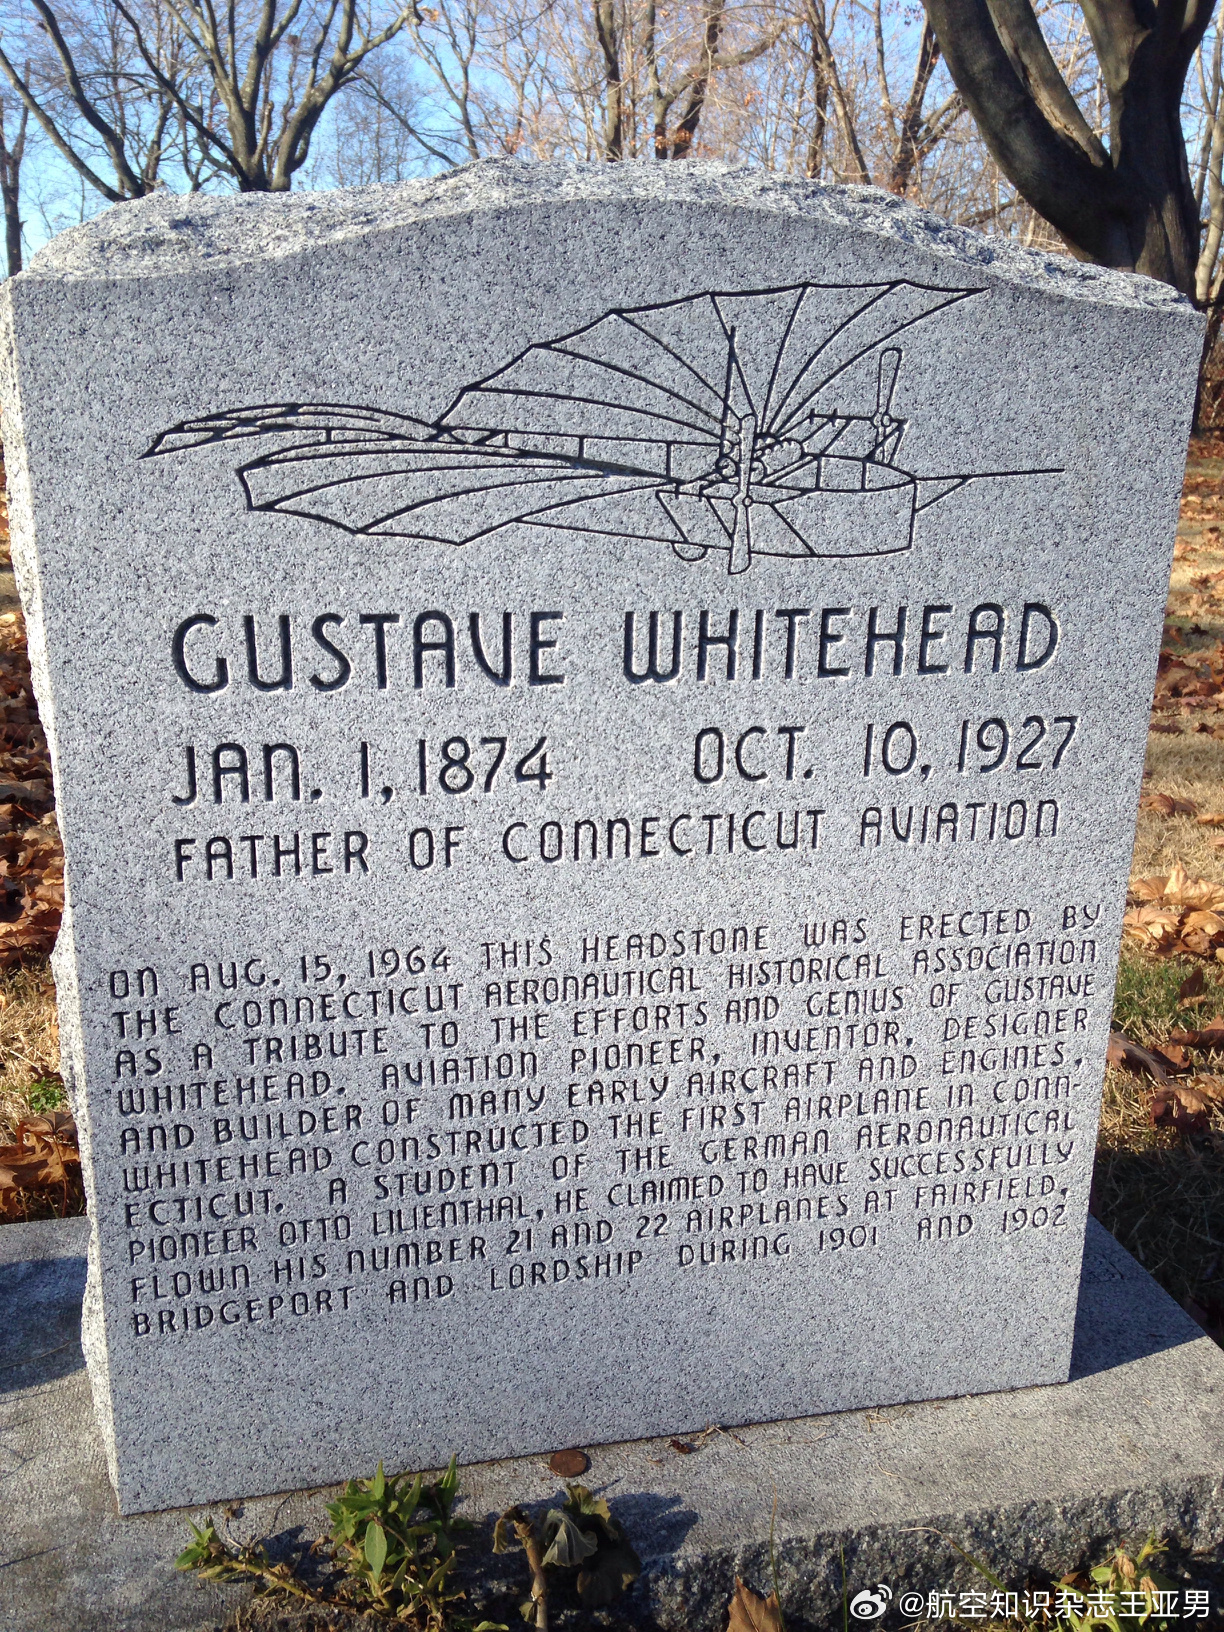 GUSTAVE WHITEHEAD
JAN. 1, 1874 OCT. 10, 1927
FATHER OF CONNECTICUT AVIATION
ON AUG. 15, 1964 THIS HEADSTONE WAS ERECTED BY
THE CONNECTICUT AERONAUTICAL HISTORICAL ASSOCIATION
AS A TRIBUTE TO THE EFFORTS AND GENIUS OF GUSTAVE
WHITEHEAD. AVIATION PIONEER, INVENTOR, DESIGNER
AND BUILDER OF MANY EARLY AIRCRAFT AND ENGINES,
WHITEHEAD CONSTRUCTED THE FIRST AIRPLANE IN CONN-
ECTICUT. A STUDENT OF THE GERMAN AERONAUTICAL
PIONEER OTTO LILIENTHAL, HE CLAIMED TO HAVE SUCCESSFULLY
FLOWN HIS NUMBER 21 AND 22 AIRPLANES AT FAIRFIELD,
BRIDGEPORT AND LORDSHIP DURING 1901 AND 1902
@航空知识杂志王亚男